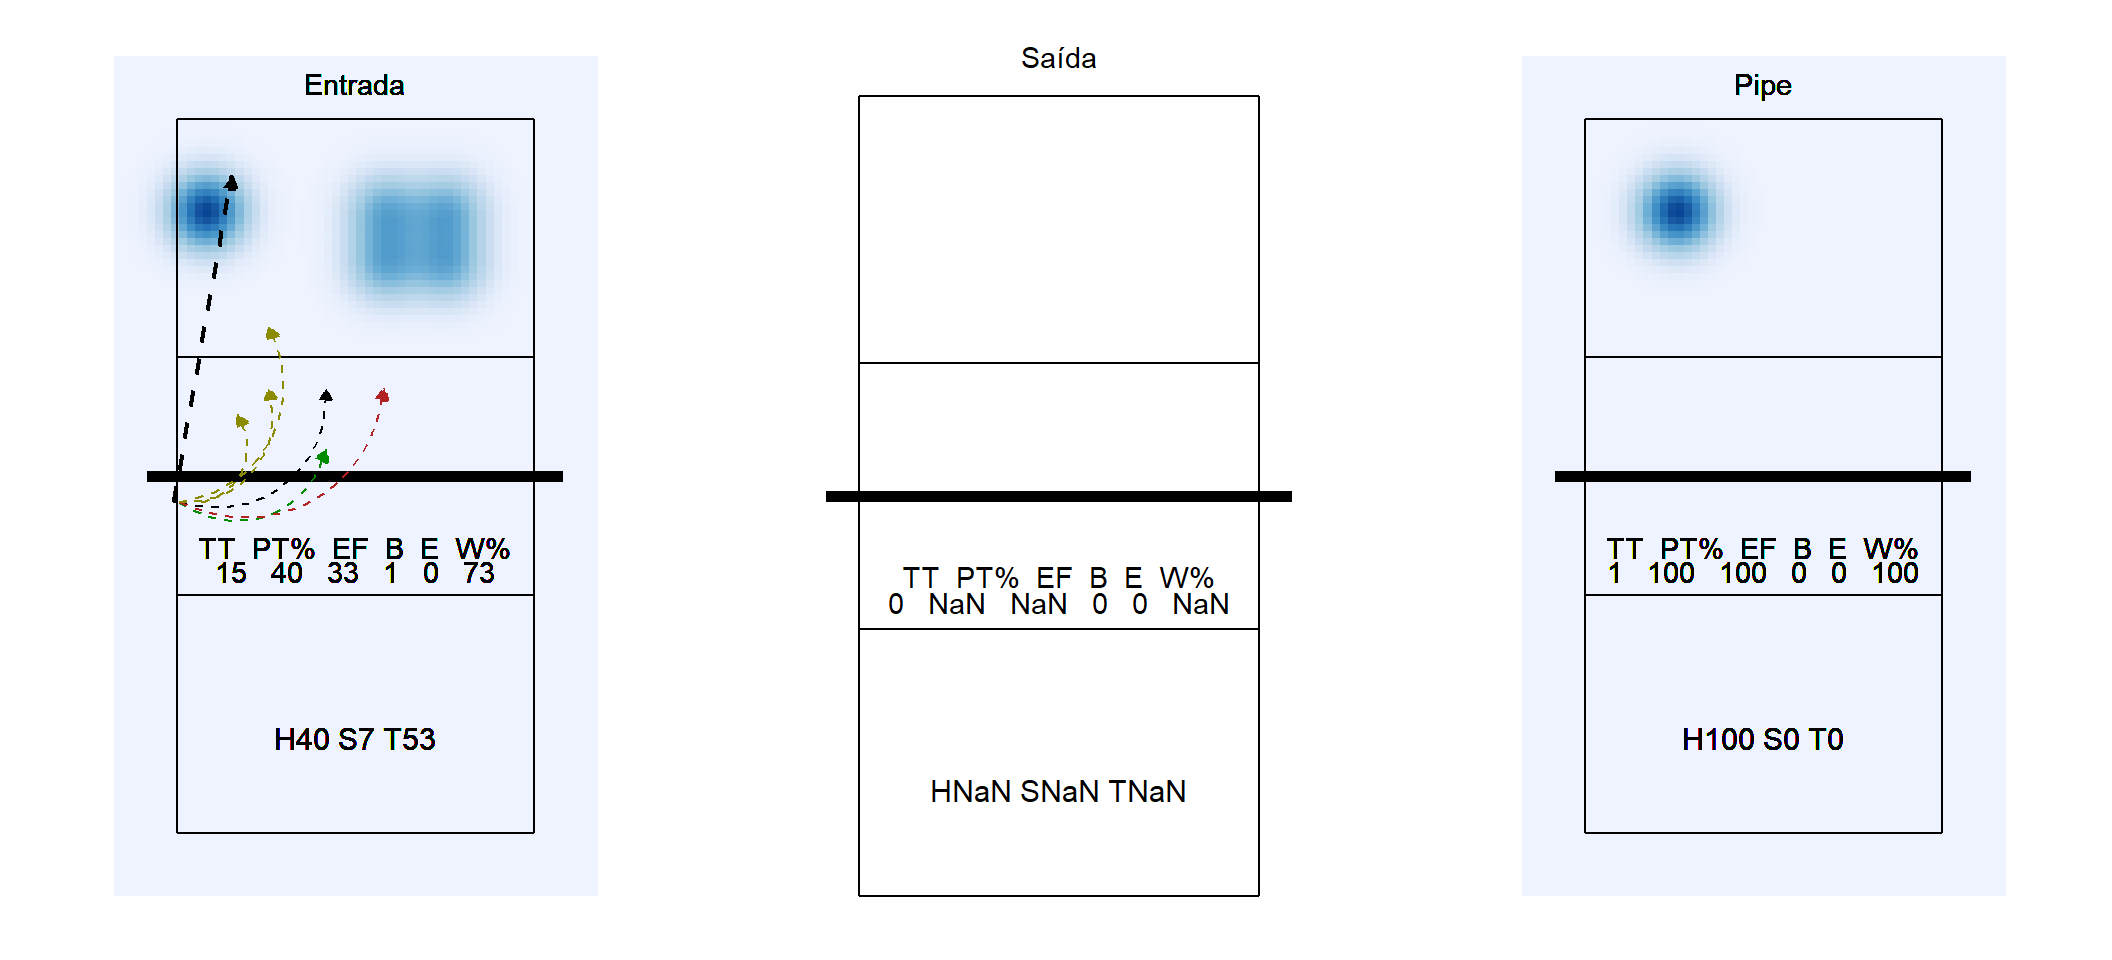 Entrada
TT PT% EF B E W%
15 40 33 1 0 73
H40 S7 T53
Saída
TT PT% EF B E W%
0 NaN NaN 0 0 NaN
HNaN SNaN TNaN
Pipe
TT PT% EF B E W%
1 100 100 0 0 100
H100 S0 T0